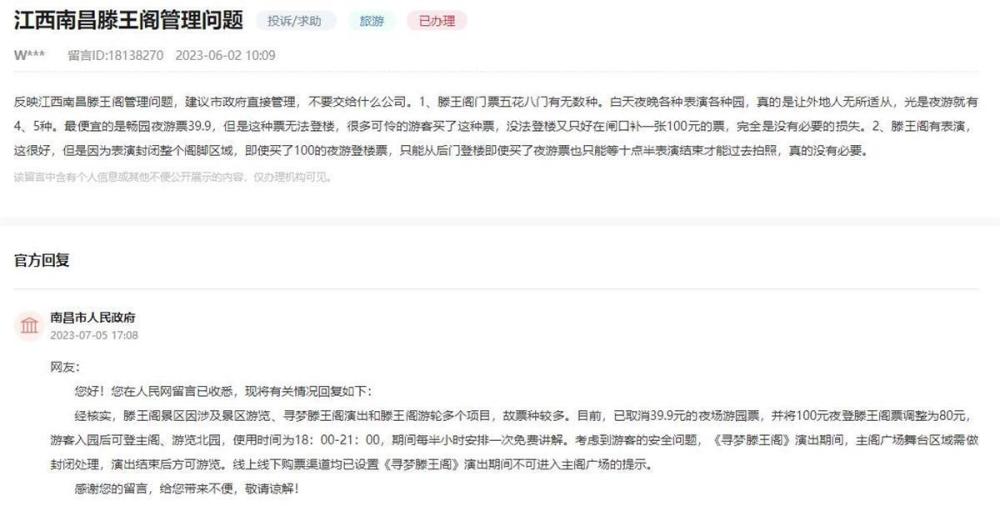 江西南昌滕王阁管理问题 投诉/求助 旅游 已办理
W*** 留言ID:18138270 2023-06-02 10:09
反映江西南昌滕王阁管理问题，建议市政府直接管理，不要交给什么公司。1、滕王阁门票五花八门有无数种。白天夜晚各种表演各种园，真的是让外地人无所适从，光是夜游就有
4、5种。最便宜的是畅园夜游票39.9，但是这种票无法登楼，很多可怜的游客买了这种票，没法登楼又只好在闸口补一张100元的票，完全是没有必要的损失。2、滕王阁有表演，
这很好，但是因为表演封闭整个阁脚区域，即使买了100的夜游登楼票，只能从后门登楼即使买了夜游票也只能等十点半表演结束才能过去拍照，真的没有必要。
该留言中含有个人信息或其他不便公开展示的内容，仅办理机构可见。
官方回复
南昌市人民政府
2023-07-05 17:08
网友：
您好！您在人民网留言已收悉，现将有关情况回复如下：
经核实，滕王阁景区因涉及景区游览、寻梦滕王阁演出和滕王阁游轮多个项目，故票种较多。目前，已取消39.9元的夜场游园票，并将100元夜登滕王阁票调整为80元，
游客入园后可登主阁、游览北园，使用时间为18：00-21：00，期间每半小时安排一次免费讲解。考虑到游客的安全问题，《寻梦滕王阁》演出期间，主阁广场舞台区域需做
封闭处理，演出结束后方可游览。线上线下购票渠道均已设置《寻梦滕王阁》演出期间不可进入主阁广场的提示。
感谢您的留言，给您带来不便，敬请谅解！